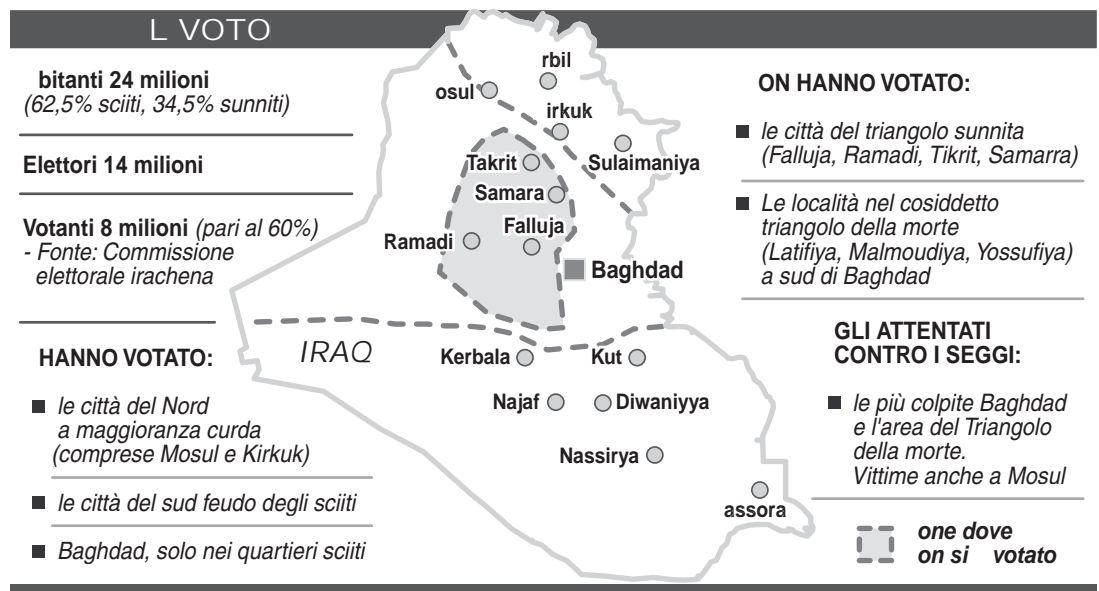 L VOTO
bitanti 24 milioni
(62,5% sciiti, 34,5% sunniti)
Elettori 14 milioni
Votanti 8 milioni (pari al 60%)
- Fonte: Commissione
elettorale irachena
HANNO VOTATO:
le città del Nord
a maggioranza curda
(comprese Mosul e Kirkuk)
le città del sud feudo degli sciiti
Baghdad, solo nei quartieri sciiti
rbil
osul
irkuk
Sulaimaniya
Takrit
Samara
Falluja
Ramadi
Baghdad
IRAQ
Kerbala
Kut
Najaf
Diwaniyya
Nassirya
assora
ON HANNO VOTATO:
le città del triangolo sunnita
(Falluja, Ramadi, Tikrit, Samarra)
Le località nel cosiddetto
triangolo della morte
(Latifiya, Malmoudiya, Yossufiya)
a sud di Baghdad
GLI ATTENTATI
CONTRO I SEGGI:
le più colpite Baghdad
e l'area del Triangolo
della morte.
Vittime anche a Mosul
one dove
on si votato